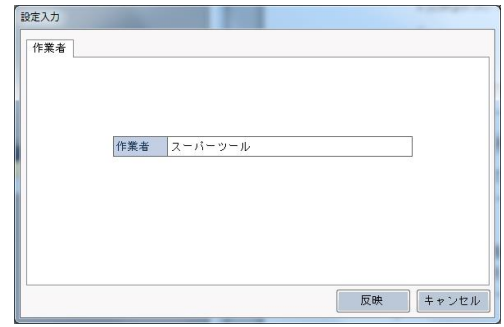 設定入力
作業者
作業者 スーパーツール
反映 キャンセル